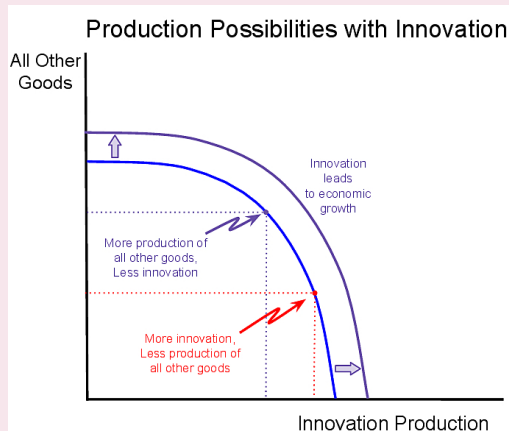 Production Possibilities with Innovation
All Other
Goods
Innovation
leads
to economic
growth
More production of
all other goods,
Less innovation
More innovation,
Less production of
all other goods
Innovation Production